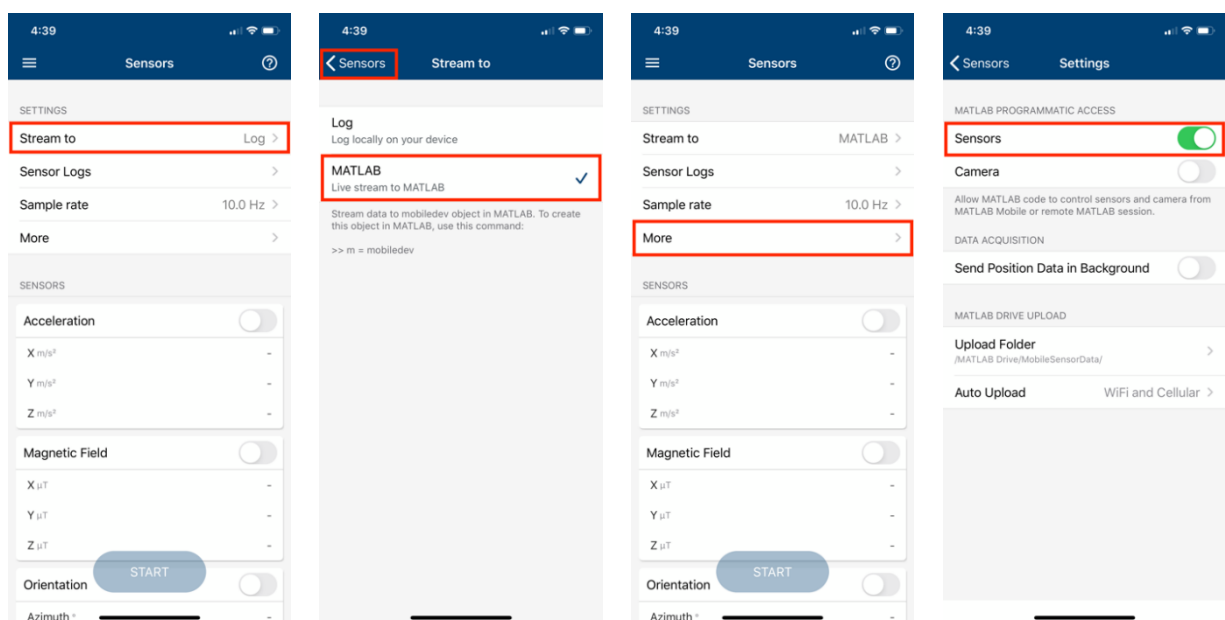 4:39
Sensors
SETTINGS
Stream to Log >
Sensor Logs >
Sample rate 10.0 Hz >
More >
SENSORS
Acceleration
X m/s² -
Y m/s² -
Z m/s² -
Magnetic Field
X µT -
Y µT -
Z µT -
START
Orientation
Azimuth ° -
4:39
Sensors Stream to
Log
Log locally on your device
MATLAB
Live stream to MATLAB
Stream data to mobiledev object in MATLAB. To create
this object in MATLAB, use this command:
>> m = mobiledev
4:39
Sensors
SETTINGS
Stream to MATLAB >
Sensor Logs >
Sample rate 10.0 Hz >
More >
SENSORS
Acceleration
X m/s² -
Y m/s² -
Z m/s² -
Magnetic Field
X µT -
Y µT -
Z µT -
START
Orientation
Azimuth ° -
4:39
Sensors Settings
MATLAB PROGRAMMATIC ACCESS
Sensors
Camera
Allow MATLAB code to control sensors and camera from
MATLAB Mobile or remote MATLAB session.
DATA ACQUISITION
Send Position Data in Background
MATLAB DRIVE UPLOAD
Upload Folder >
/MATLAB Drive/MobileSensorData/
Auto Upload WiFi and Cellular >